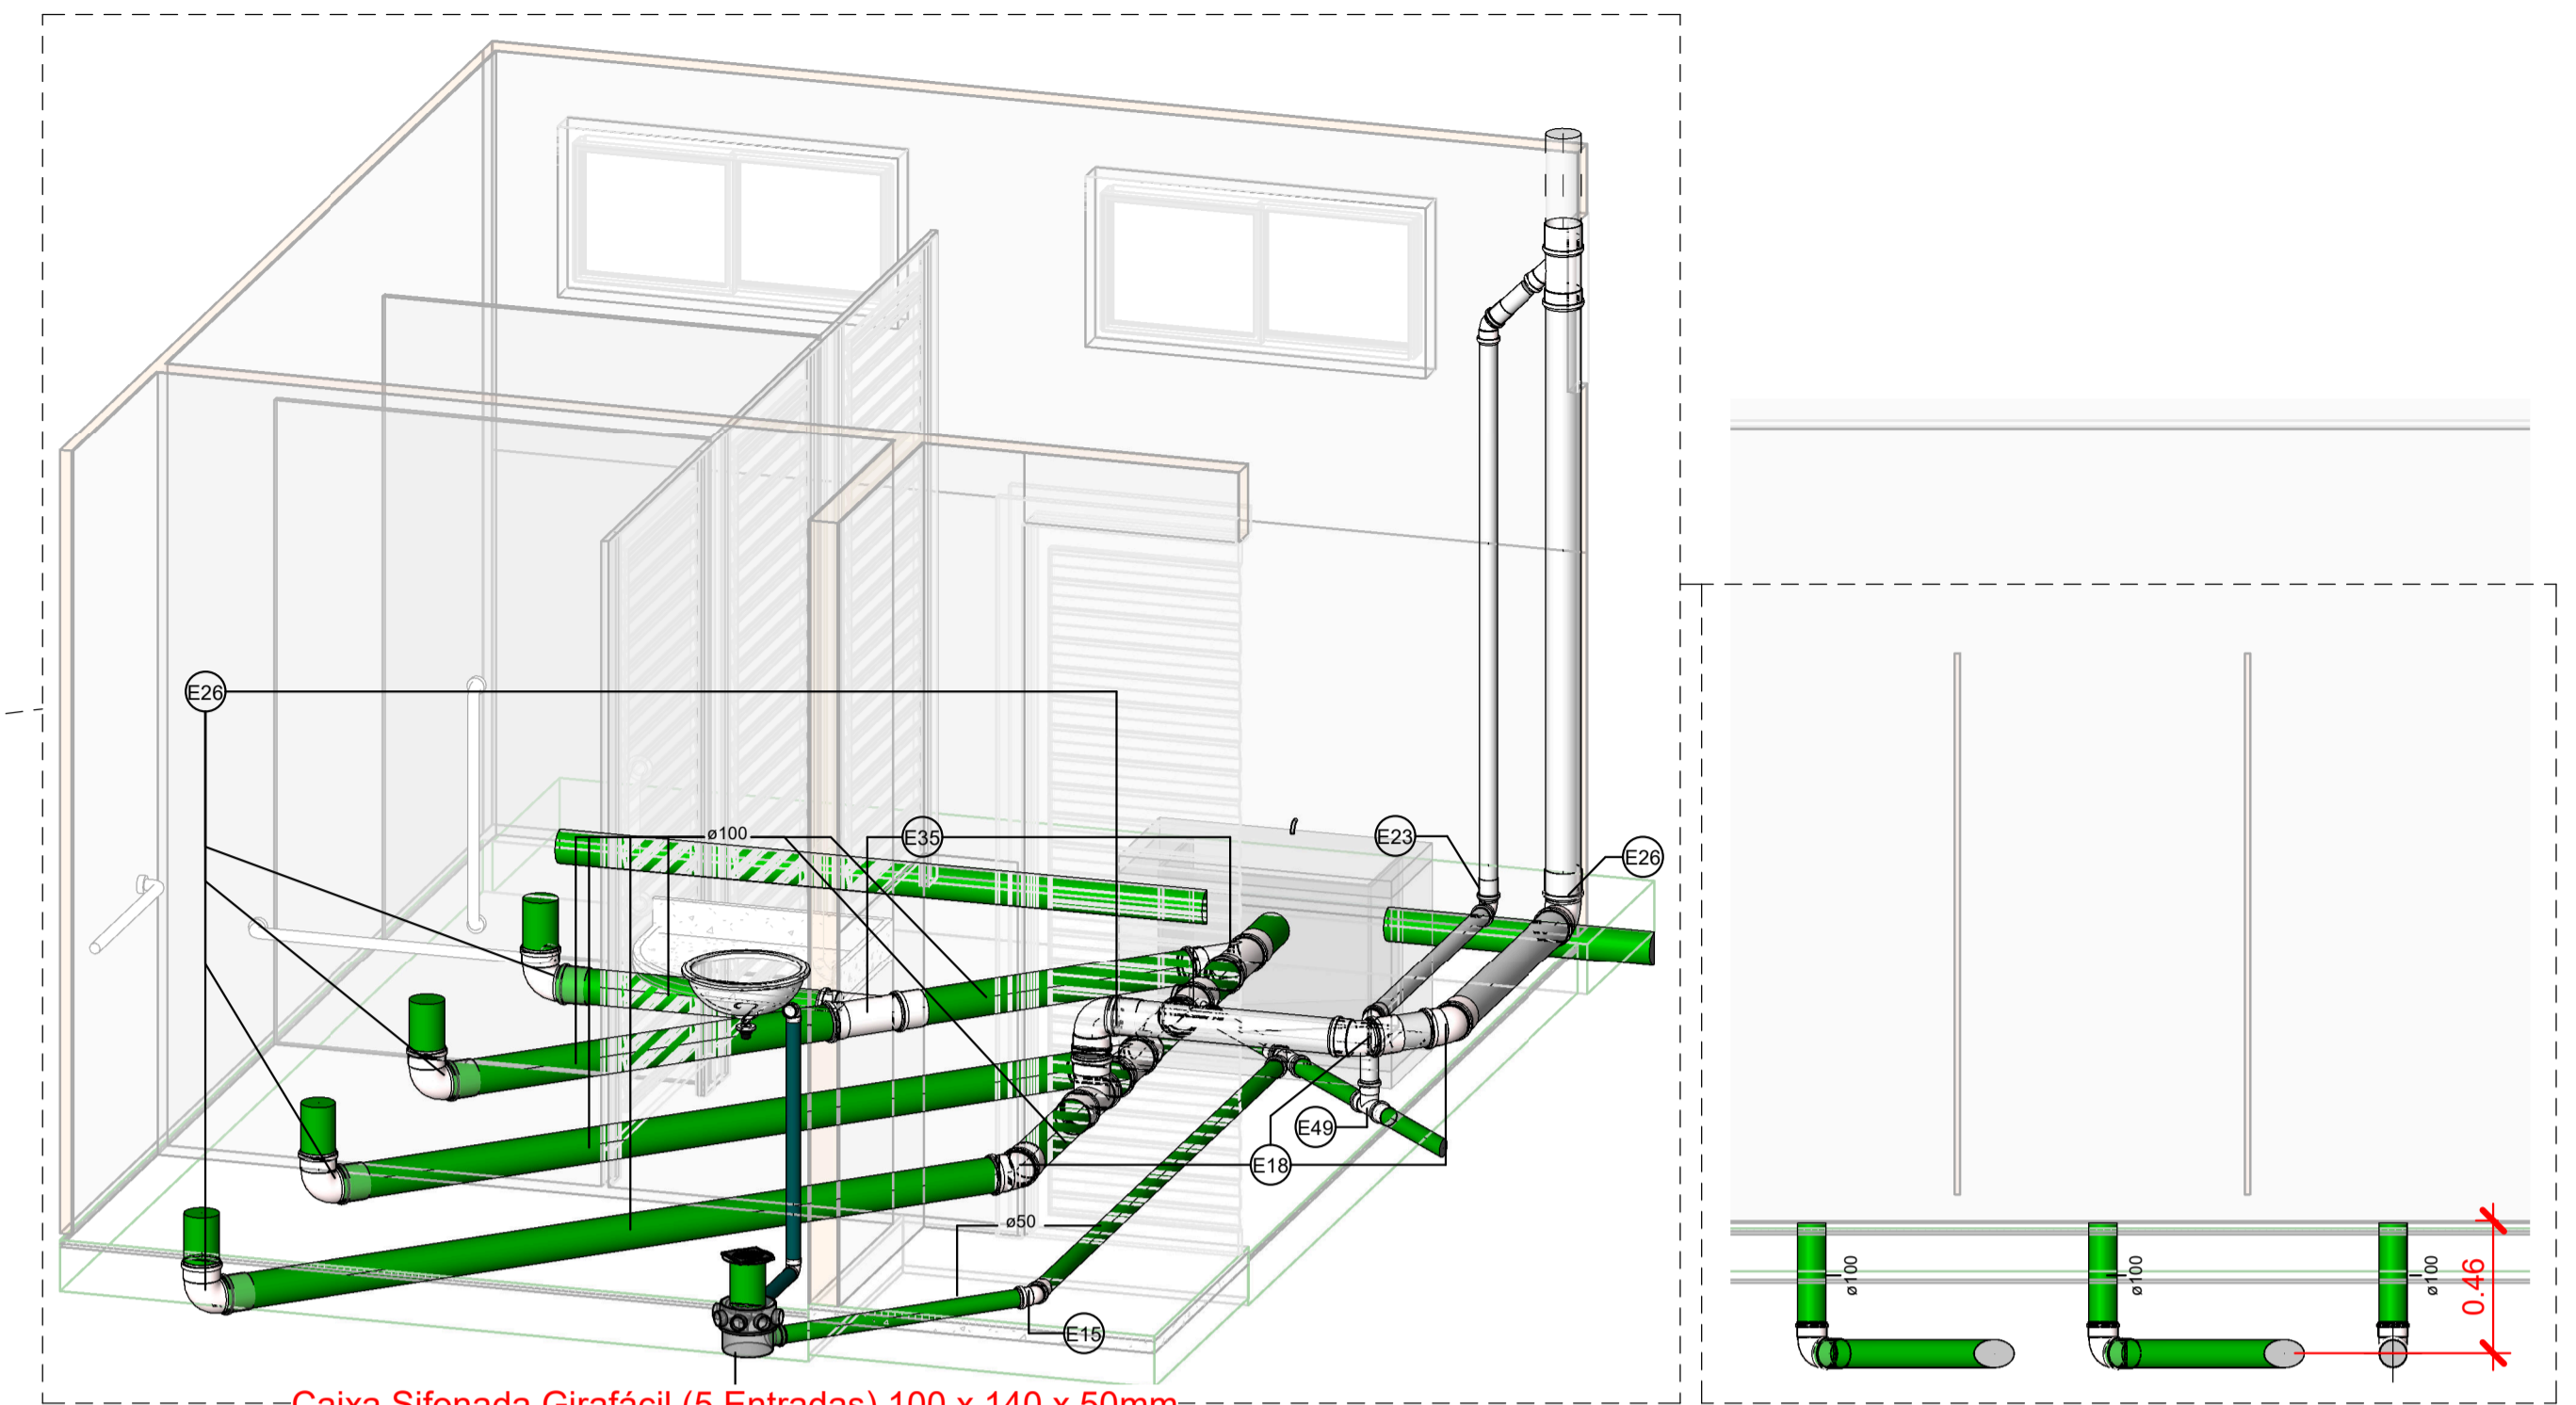 E26
ø100
E35
E23
E26
E49
E18
ø50
E15
Caixa Sifonada Girafácil (5 Entradas) 100 x 140 x 50mm
ø100
ø100
ø100
0.46